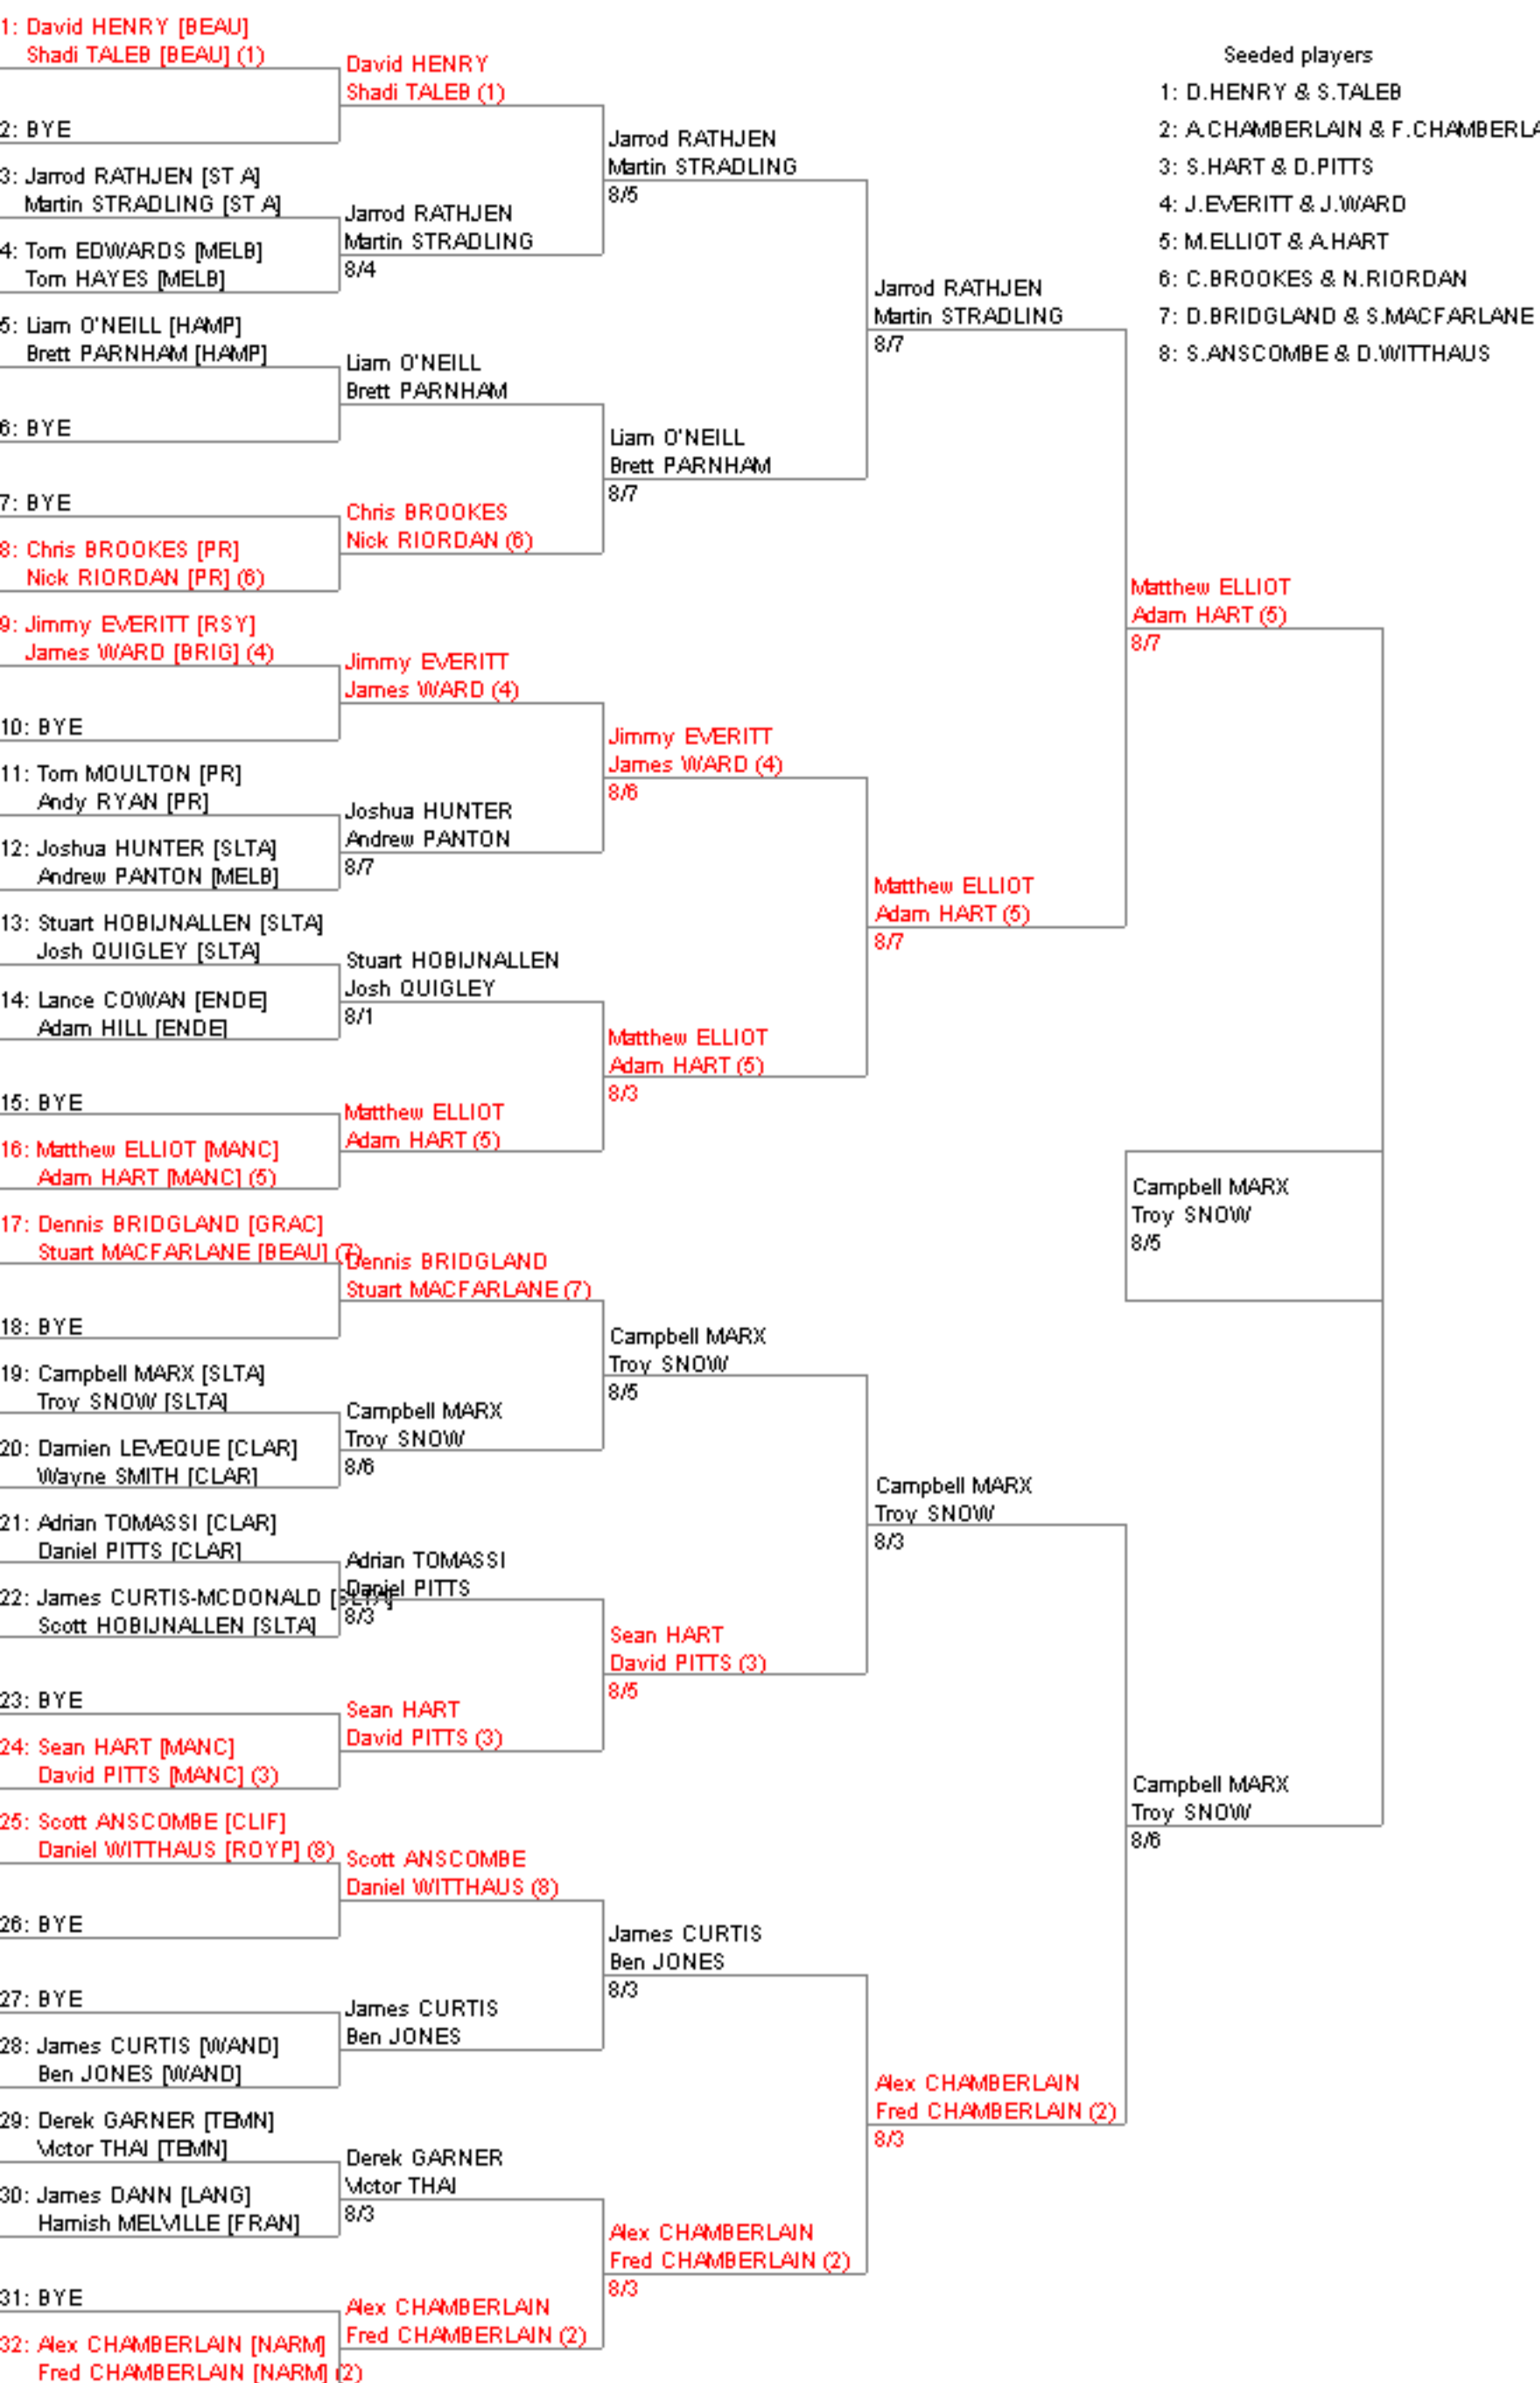 1: David HENRY [BEAU]
Shadi TALEB [BEAU] (1)
2: BYE
3: Jarrod RATHJEN [ST A]
Martin STRADLING [ST A]
4: Tom EDWARDS [MELB]
Tom HAYES [MELB]
5: Liam O'NEILL [HAMP]
Brett PARNHAM [HAMP]
6: BYE
7: BYE
8: Chris BROOKES [PR]
Nick RIORDAN [PR] (6)
9: Jimmy EVERITT [RSY]
James WARD [BRIG] (4)
10: BYE
11: Tom MOULTON [PR]
Andy RYAN [PR]
12: Joshua HUNTER [SLTA]
Andrew PANTON [MELB]
13: Stuart HOBIJNALLEN [SLTA]
Josh QUIGLEY [SLTA]
14: Lance COWAN [ENDE]
Adam HILL [ENDE]
15: BYE
16: Matthew ELLIOT [MANC]
Adam HART [MANC] (5)
17: Dennis BRIDGLAND [GRAC]
Stuart MACFARLANE [BEAU] (7)
18: BYE
19: Campbell MARX [SLTA]
Troy SNOW [SLTA]
20: Damien LEVEQUE [CLAR]
Wayne SMITH [CLAR]
21: Adrian TOMASSI [CLAR]
Daniel PITTS [CLAR]
22: James CURTIS-MCDONALD [SLTA]
Scott HOBIJNALLEN [SLTA]
23: BYE
24: Sean HART [MANC]
David PITTS [MANC] (3)
25: Scott ANSCOMBE [CLIF]
Daniel WITTHAUS [ROYP] (8)
26: BYE
27: BYE
28: James CURTIS [WAND]
Ben JONES [WAND]
29: Derek GARNER [TEMN]
Victor THAI [TEMN]
30: James DANN [LANG]
Hamish MELVILLE [FRAN]
31: BYE
32: Alex CHAMBERLAIN [NARM]
Fred CHAMBERLAIN [NARM] (2)
David HENRY
Shadi TALEB (1)
Jarrod RATHJEN
Martin STRADLING
8/4
Liam O'NEILL
Brett PARNHAM
Chris BROOKES
Nick RIORDAN (6)
Jimmy EVERITT
James WARD (4)
Joshua HUNTER
Andrew PANTON
8/7
Stuart HOBIJNALLEN
Josh QUIGLEY
8/1
Matthew ELLIOT
Adam HART (5)
Dennis BRIDGLAND
Stuart MACFARLANE (7)
Campbell MARX
Troy SNOW
8/6
Adrian TOMASSI
Daniel PITTS
8/3
Sean HART
David PITTS (3)
Scott ANSCOMBE
Daniel WITTHAUS (8)
James CURTIS
Ben JONES
Derek GARNER
Victor THAI
8/3
Alex CHAMBERLAIN
Fred CHAMBERLAIN (2)
Jarrod RATHJEN
Martin STRADLING
8/5
Liam O'NEILL
Brett PARNHAM
8/7
Jimmy EVERITT
James WARD (4)
8/6
Matthew ELLIOT
Adam HART (5)
8/3
Campbell MARX
Troy SNOW
8/5
Sean HART
David PITTS (3)
8/5
James CURTIS
Ben JONES
8/3
Alex CHAMBERLAIN
Fred CHAMBERLAIN (2)
8/3
Jarrod RATHJEN
Martin STRADLING
8/7
Matthew ELLIOT
Adam HART (5)
8/7
Campbell MARX
Troy SNOW
8/3
Alex CHAMBERLAIN
Fred CHAMBERLAIN (2)
8/3
Matthew ELLIOT
Adam HART (5)
8/7
Campbell MARX
Troy SNOW
8/5
Campbell MARX
Troy SNOW
8/6
Seeded players
1: D.HENRY & S.TALEB
2: A.CHAMBERLAIN & F.CHAMBERLA
3: S.HART & D.PITTS
4: J.EVERITT & J.WARD
5: M.ELLIOT & A.HART
6: C.BROOKES & N.RIORDAN
7: D.BRIDGLAND & S.MACFARLANE
8: S.ANSCOMBE & D.WITTHAUS